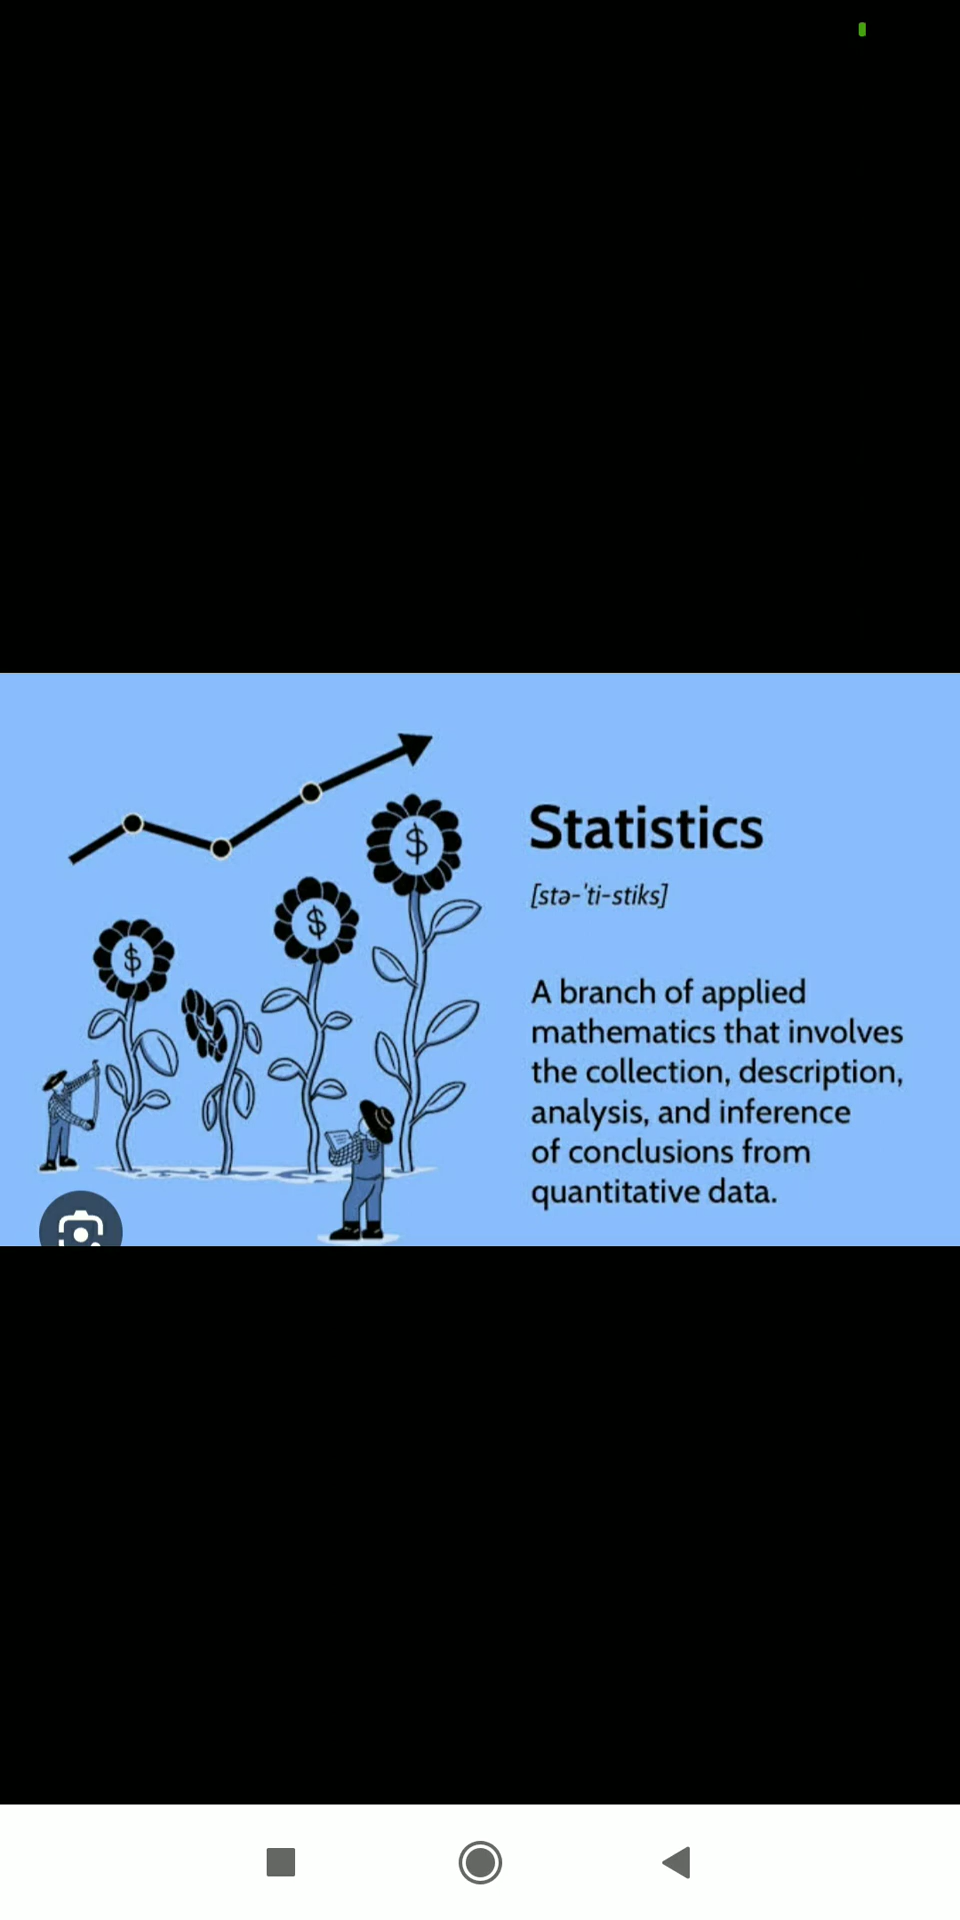 Statistics
[stə-'ti-stiks]
A branch of applied
mathematics that involves
the collection, description,
analysis, and inference
of conclusions from
quantitative data.
$
$
$